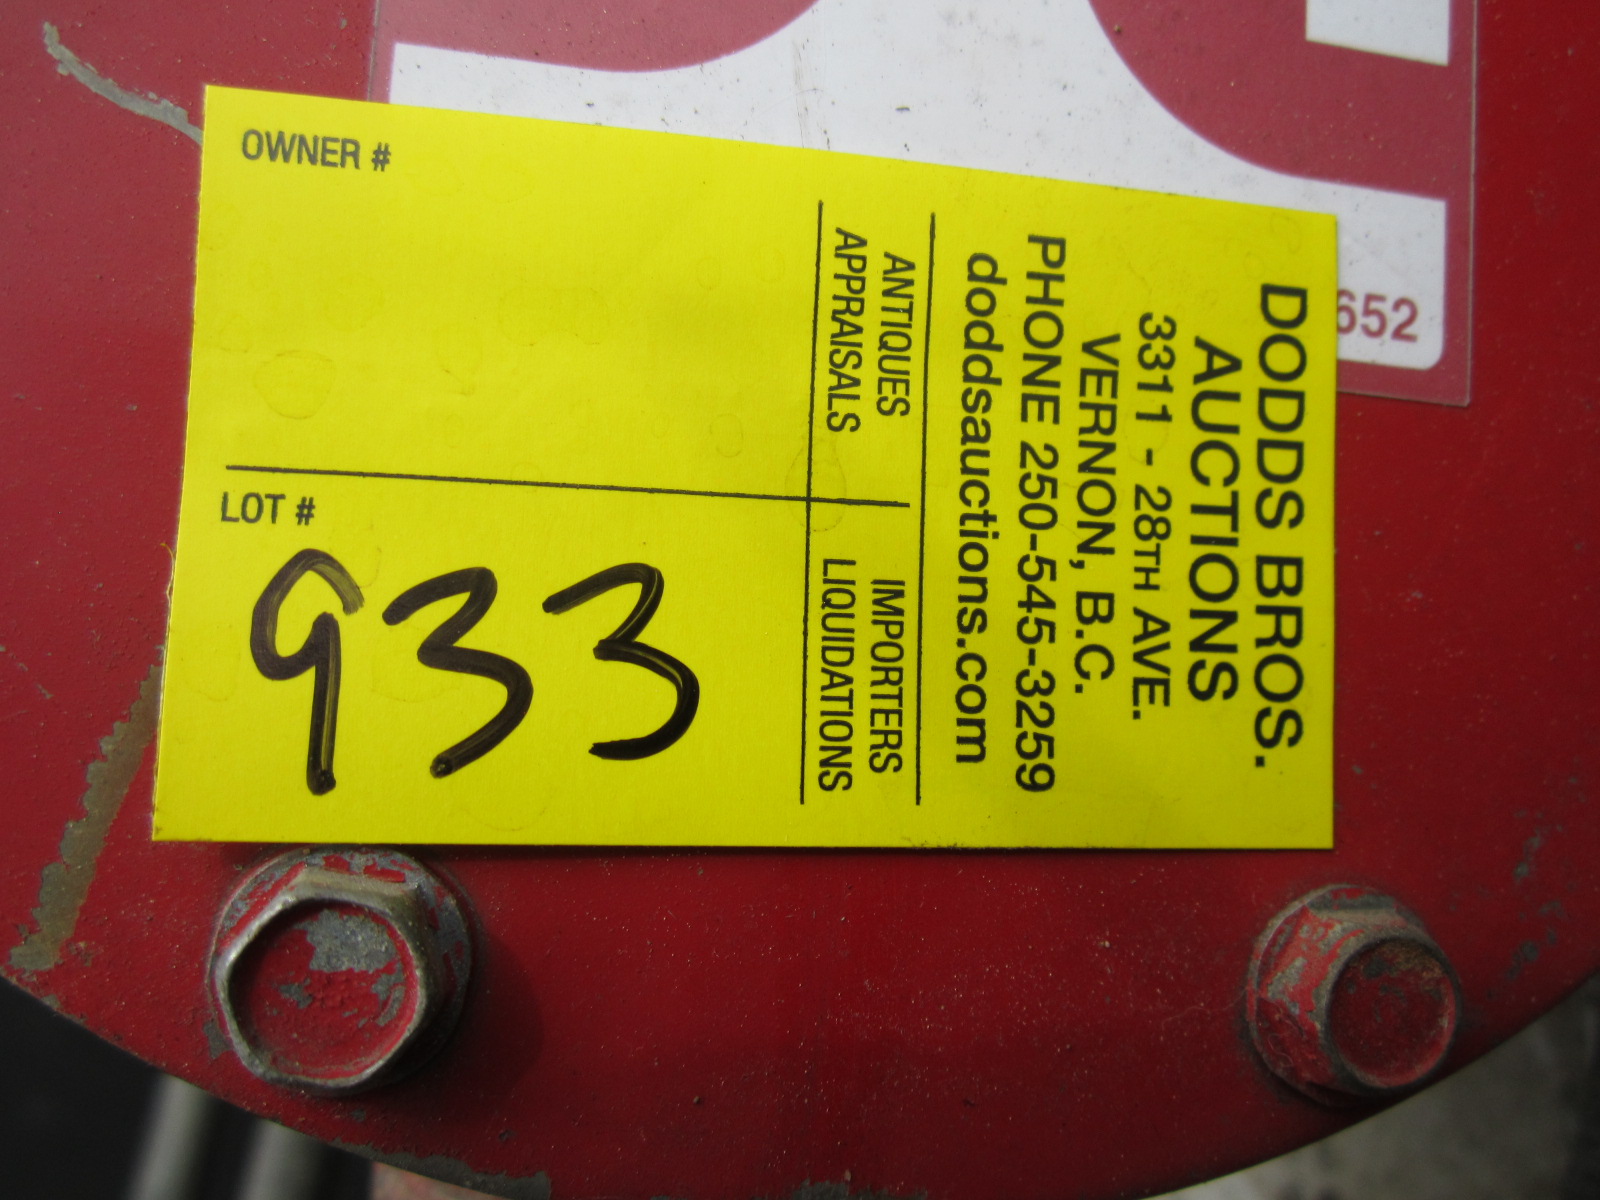 DODDS BROS.
AUCTIONS
3311 - 28TH AVE.
VERNON, B.C.
PHONE 250-545-3259
doddsauctions.com
ANTIQUES
APPRAISALS
IMPORTERS
LIQUIDATIONS
OWNER #
LOT #
933
652